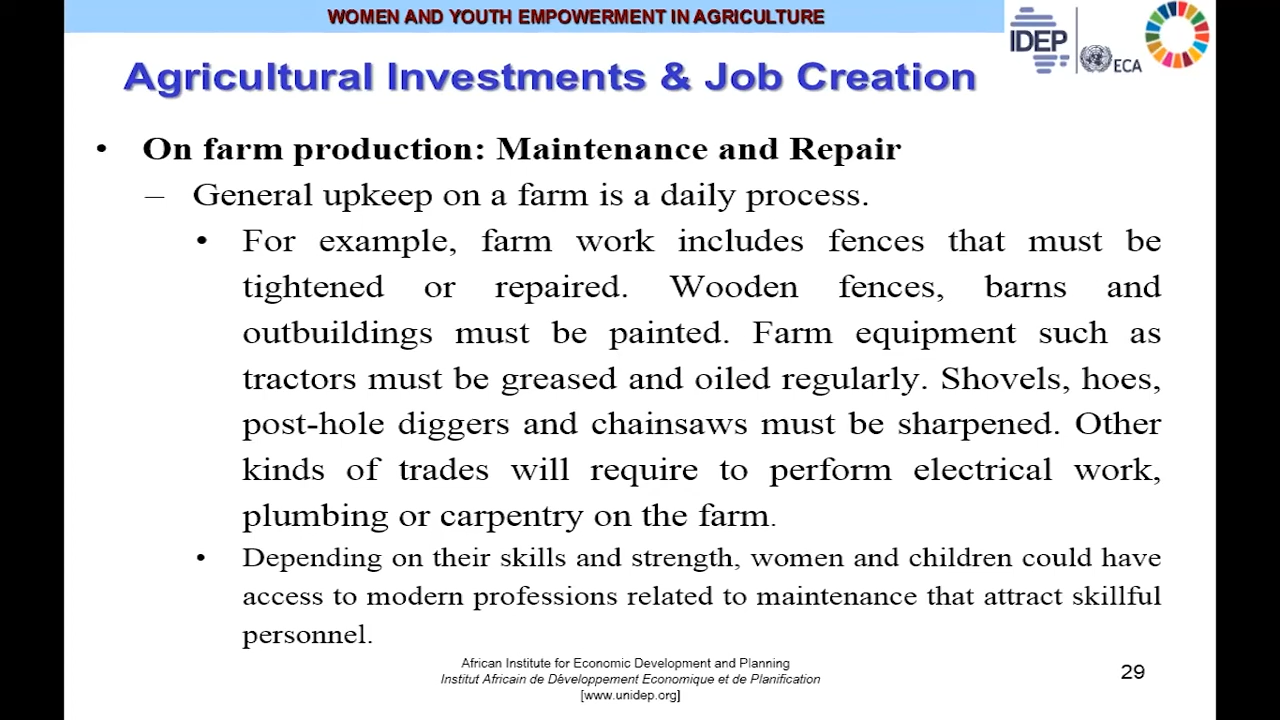 WOMEN AND YOUTH EMPOWERMENT IN AGRICULTURE
IDEP
ECA
Agricultural Investments & Job Creation
• On farm production: Maintenance and Repair
– General upkeep on a farm is a daily process.
• For example, farm work includes fences that must be
tightened or repaired. Wooden fences, barns and
outbuildings must be painted. Farm equipment such as
tractors must be greased and oiled regularly. Shovels, hoes,
post-hole diggers and chainsaws must be sharpened. Other
kinds of trades will require to perform electrical work,
plumbing or carpentry on the farm.
• Depending on their skills and strength, women and children could have
access to modern professions related to maintenance that attract skillful
personnel.
African Institute for Economic Development and Planning
Institut Africain de Développement Economique et de Planification
[www.unidep.org]
29